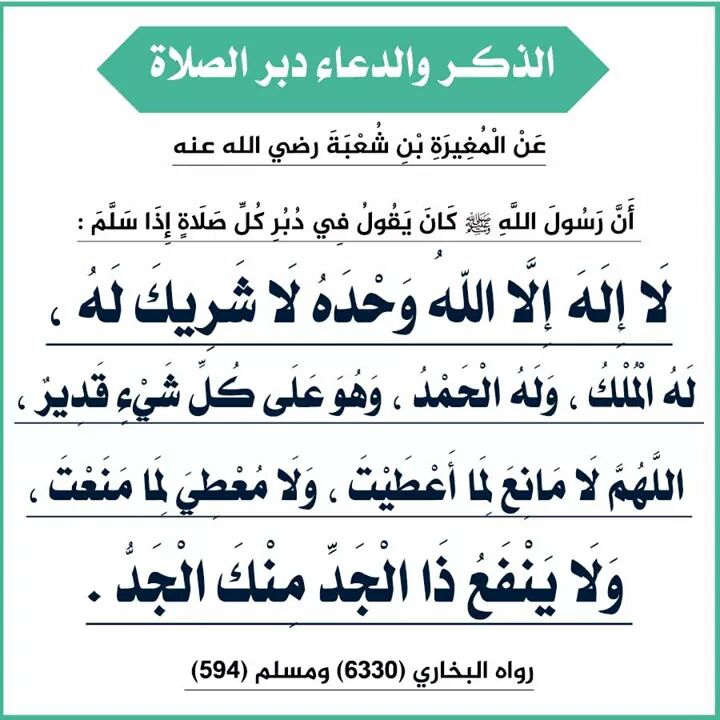 الذكر والدعاء دبر الصلاة
عَنْ الْمُغِيرَةِ بْنِ شُعْبَةَ رضي الله عنه
أَنَّ رَسُولَ اللَّهِ ﷺ كَانَ يَقُولُ فِي دُبُرِ كُلِّ صَلَاةٍ إِذَا سَلَّمَ :
لَا إِلَهَ إِلَّا اللّهُ وَحْدَهُ لَا شَرِيكَ لَهُ ،
لَهُ الْمُلْكُ ، وَلَهُ الْحَمْدُ ، وَهُوَ عَلَى كُلِّ شَيْءٍ قَدِيرٌ ،
اللَّهُمَّ لَا مَانِعَ لِمَا أَعْطَيْتَ ، وَلَا مُعْطِيَ لِمَا مَنَعْتَ ،
وَلَا يَنْفَعُ ذَا الْجَدِّ مِنْكَ الْجَدُّ .
رواه البخاري (6330) ومسلم (594)